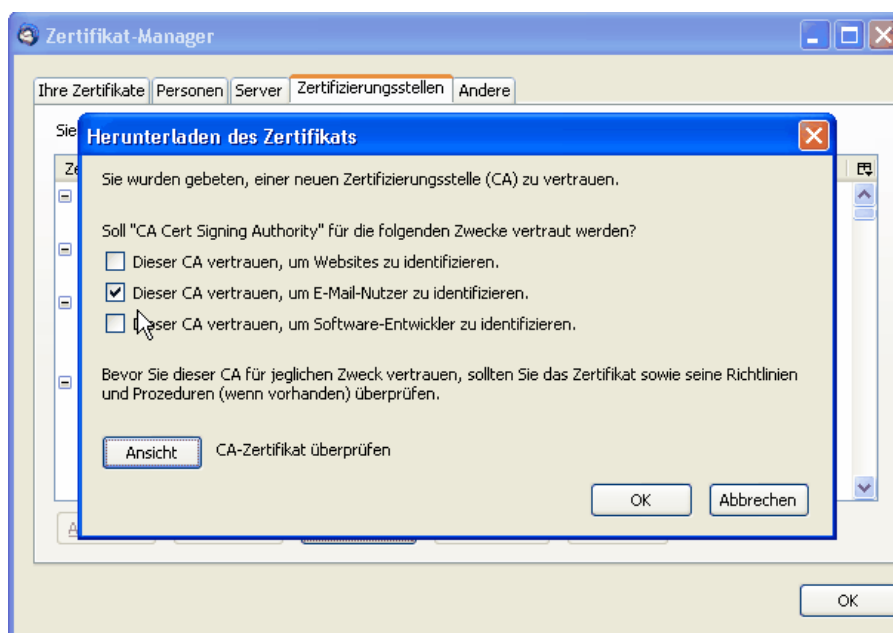 Zertifikat-Manager
Ihre Zertifikate Personen Server Zertifizierungsstellen Andere
Sie
Herunterladen des Zertifikats
Ze
Sie wurden gebeten, einer neuen Zertifizierungsstelle (CA) zu vertrauen.
Soll "CA Cert Signing Authority" für die folgenden Zwecke vertraut werden?
Dieser CA vertrauen, um Websites zu identifizieren.
Dieser CA vertrauen, um E-Mail-Nutzer zu identifizieren.
Dieser CA vertrauen, um Software-Entwickler zu identifizieren.
Bevor Sie dieser CA für jeglichen Zweck vertrauen, sollten Sie das Zertifikat sowie seine Richtlinien
und Prozeduren (wenn vorhanden) überprüfen.
Ansicht CA-Zertifikat überprüfen
OK Abbrechen
A
OK